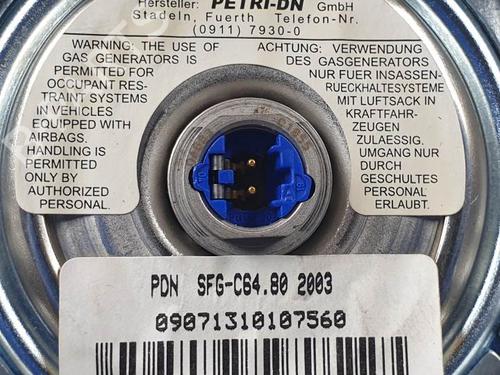 Hersteller: PETRI-DN GmbH
Stadeln, Fuerth Telefon-Nr.
(0911) 7930-0
WARNING: THE USE OF
GAS GENERATORS IS
PERMITTED FOR
OCCUPANT RES-
TRAINT SYSTEMS
IN VEHICLES
EQUIPPED WITH
AIRBAGS.
HANDLING IS
PERMITTED
ONLY BY
AUTHORIZED
PERSONAL.
ACHTUNG: VERWENDUNG
DES GASGENERATORS
NUR FUER INSASSEN-
RUECKHALTESYSTEME
MIT LUFTSACK IN
KRAFTFAHR-
ZEUGEN
ZULAESSIG.
UMGANG NUR
DURCH
GESCHULTES
PERSONAL
ERLAUBT.
PDN SFG-C64.80 2003
09071310107560